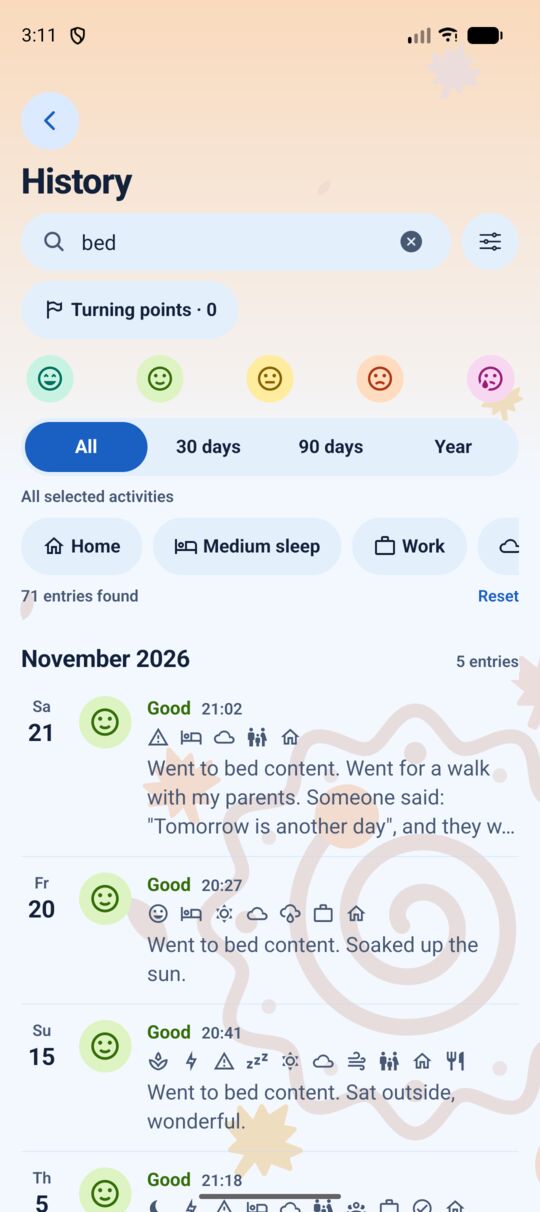 3:11
History
bed
Turning points · 0
All
30 days
90 days
Year
All selected activities
Home
Medium sleep
Work
71 entries found
Reset
November 2026
5 entries
Sa
21
Good 21:02
Went to bed content. Went for a walk
with my parents. Someone said:
"Tomorrow is another day", and they w...
Fr
20
Good 20:27
Went to bed content. Soaked up the
sun.
Su
15
Good 20:41
zzz
Went to bed content. Sat outside,
wonderful.
Th
5
Good 21:18